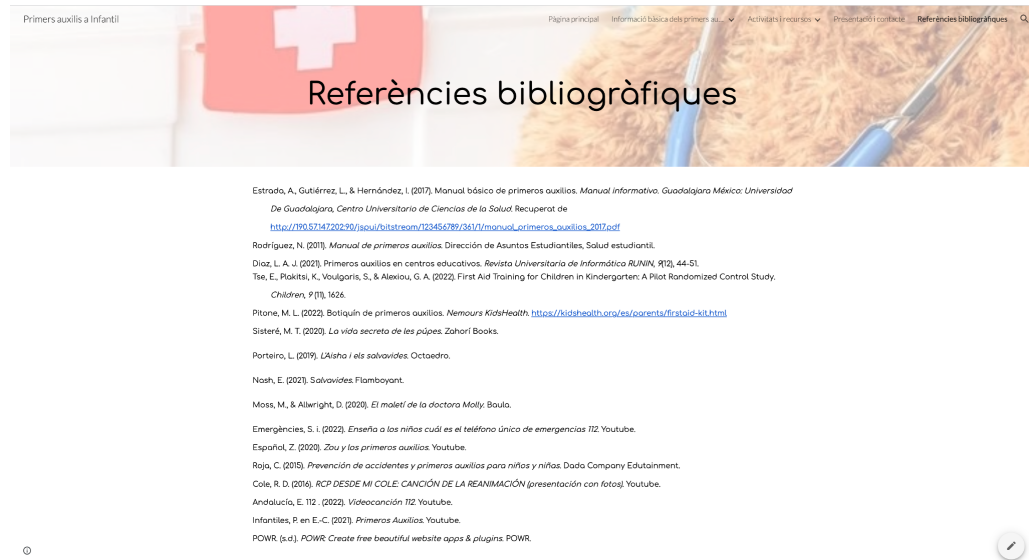 Primers auxilis a Infantil
Pàgina principal Informació bàsica dels primers au... Activitats i recursos Presentació i contacte Referències bibliogràfiques
Referències bibliogràfiques
Estrada, A., Gutiérrez, L., & Hernández, I. (2017). Manual básico de primeros auxilios. Manual informativo. Guadalajara México: Universidad
De Guadalajara, Centro Universitario de Ciencias de la Salud. Recuperat de
http://190.57.147.202:90/jspui/bitstream/123456789/361/1/manual_primeros_auxilios_2017.pdf
Rodríguez, N. (2011). Manual de primeros auxilios. Dirección de Asuntos Estudiantiles, Salud estudiantil.
Diaz, L. A. J. (2021). Primeros auxilios en centros educativos. Revista Universitaria de Informática RUNIN, 9(12), 44-51.
Tse, E., Plakitsi, K., Voulgaris, S., & Alexiou, G. A. (2022). First Aid Training for Children in Kindergarten: A Pilot Randomized Control Study.
Children, 9 (11), 1626.
Pitone, M. L. (2022). Botiquín de primeros auxilios. Nemours KidsHealth. https://kidshealth.org/es/parents/firstaid-kit.html
Sisteré, M. T. (2020). La vida secreta de les púpes. Zahorí Books.
Porteiro, L. (2019). L'Aisha i els salvavides. Octaedro.
Nash, E. (2021). Salvavides. Flamboyant.
Moss, M., & Allwright, D. (2020). El maletí de la doctora Molly. Baula.
Emergències, S. i. (2022). Enseña a los niños cuál es el teléfono único de emergencias 112. Youtube.
Español, Z. (2020). Zou y los primeros auxilios. Youtube.
Roja, C. (2015). Prevención de accidentes y primeros auxilios para niños y niñas. Dada Company Edutainment.
Cole, R. D. (2016). RCP DESDE MI COLE: CANCIÓN DE LA REANIMACIÓN (presentación con fotos). Youtube.
Andalucía, E. 112 . (2022). Videocanción 112. Youtube.
Infantiles, P. en E.-C. (2021). Primeros Auxilios. Youtube.
POWR. (s.d.). POWR: Create free beautiful website apps & plugins. POWR.